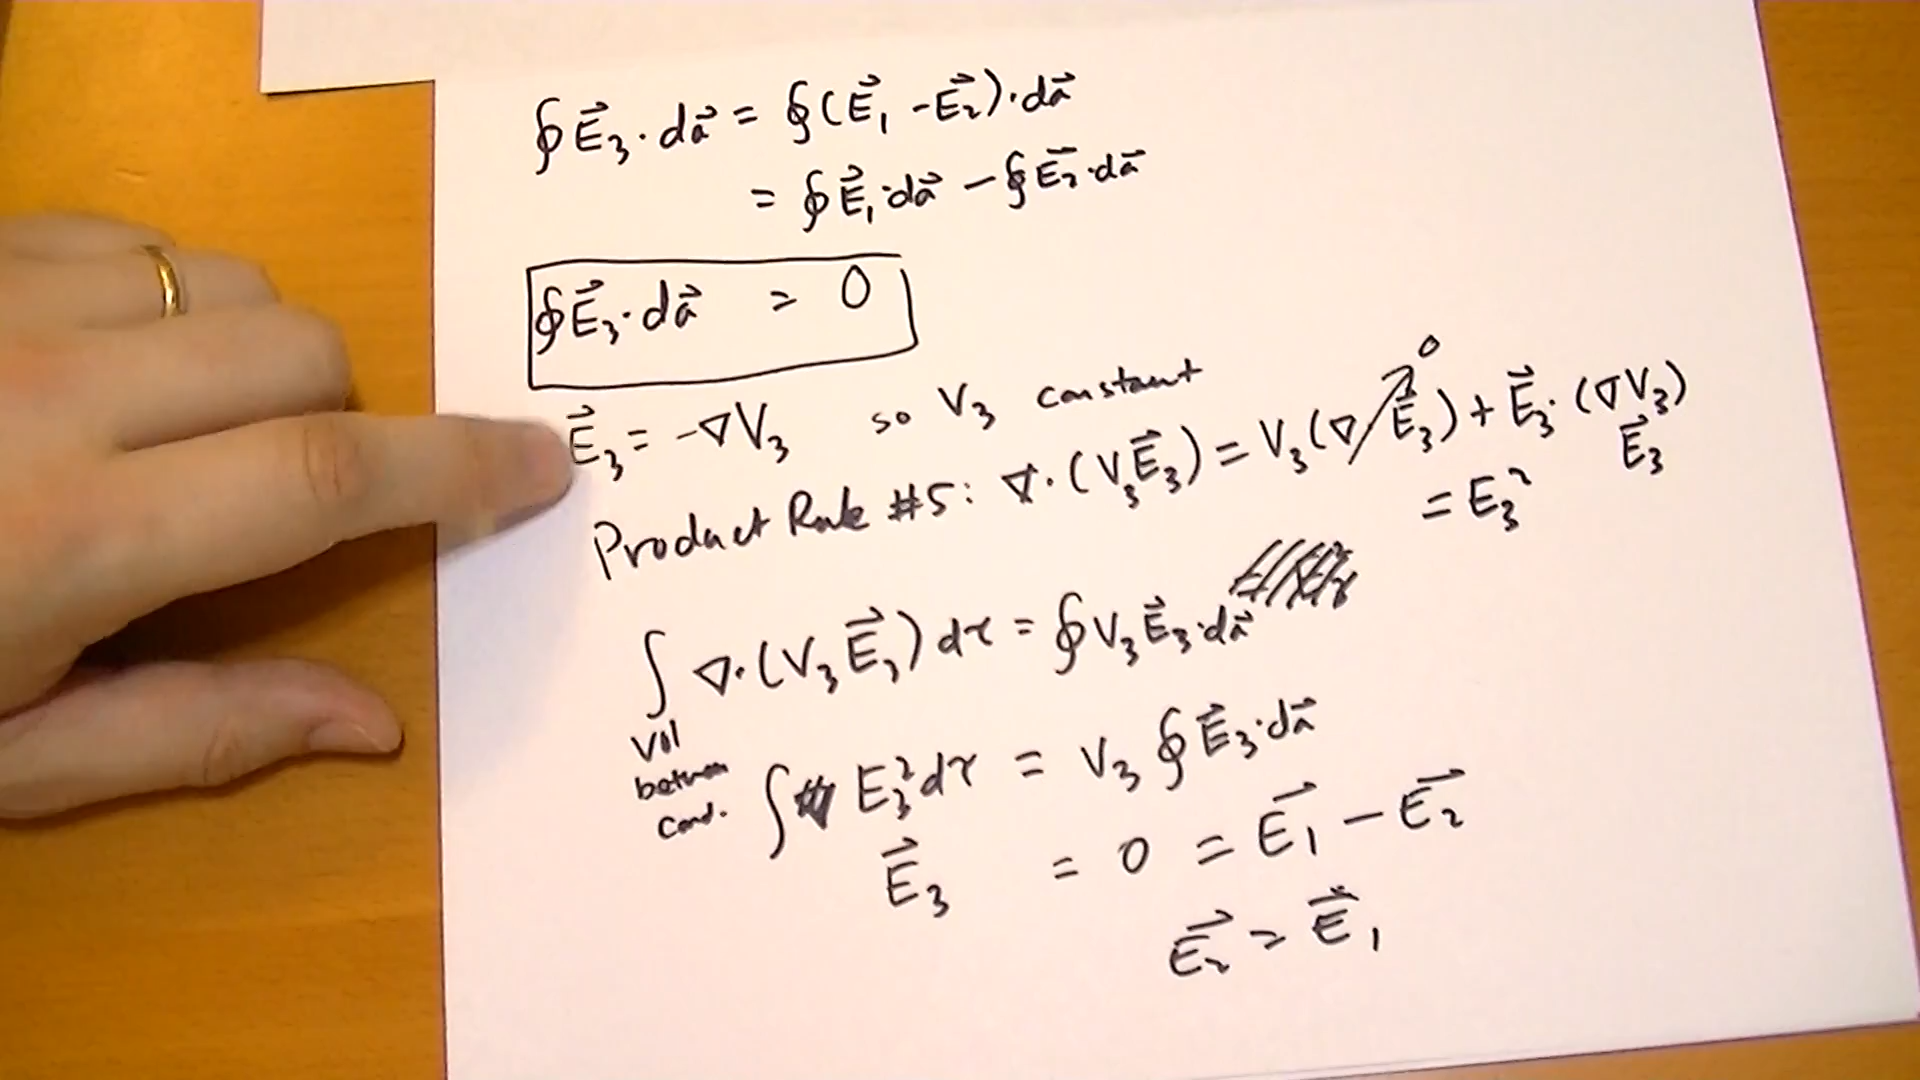 ∮E⃗₃·da⃗ = ∮(E⃗₁ - E⃗₂)·da⃗
= ∮E⃗₁·da⃗ - ∮E⃗₂·da⃗
∮E⃗₃·da⃗ = 0
E⃗₃ = -∇V₃ so V₃ constant
Product Rule #5: ∇·(V₃E⃗₃) = V₃(∇·E⃗₃) + E⃗₃·(∇V₃)
0
E⃗₃
= E₃²
∫ ∇·(V₃E⃗₃)dτ = ∮V₃E⃗₃·da⃗
Vol
between
cond.
∫ E₃²dτ = V₃∮E⃗₃·da⃗
E⃗₃ = 0 = E⃗₁ - E⃗₂
E⃗₂ = E⃗₁